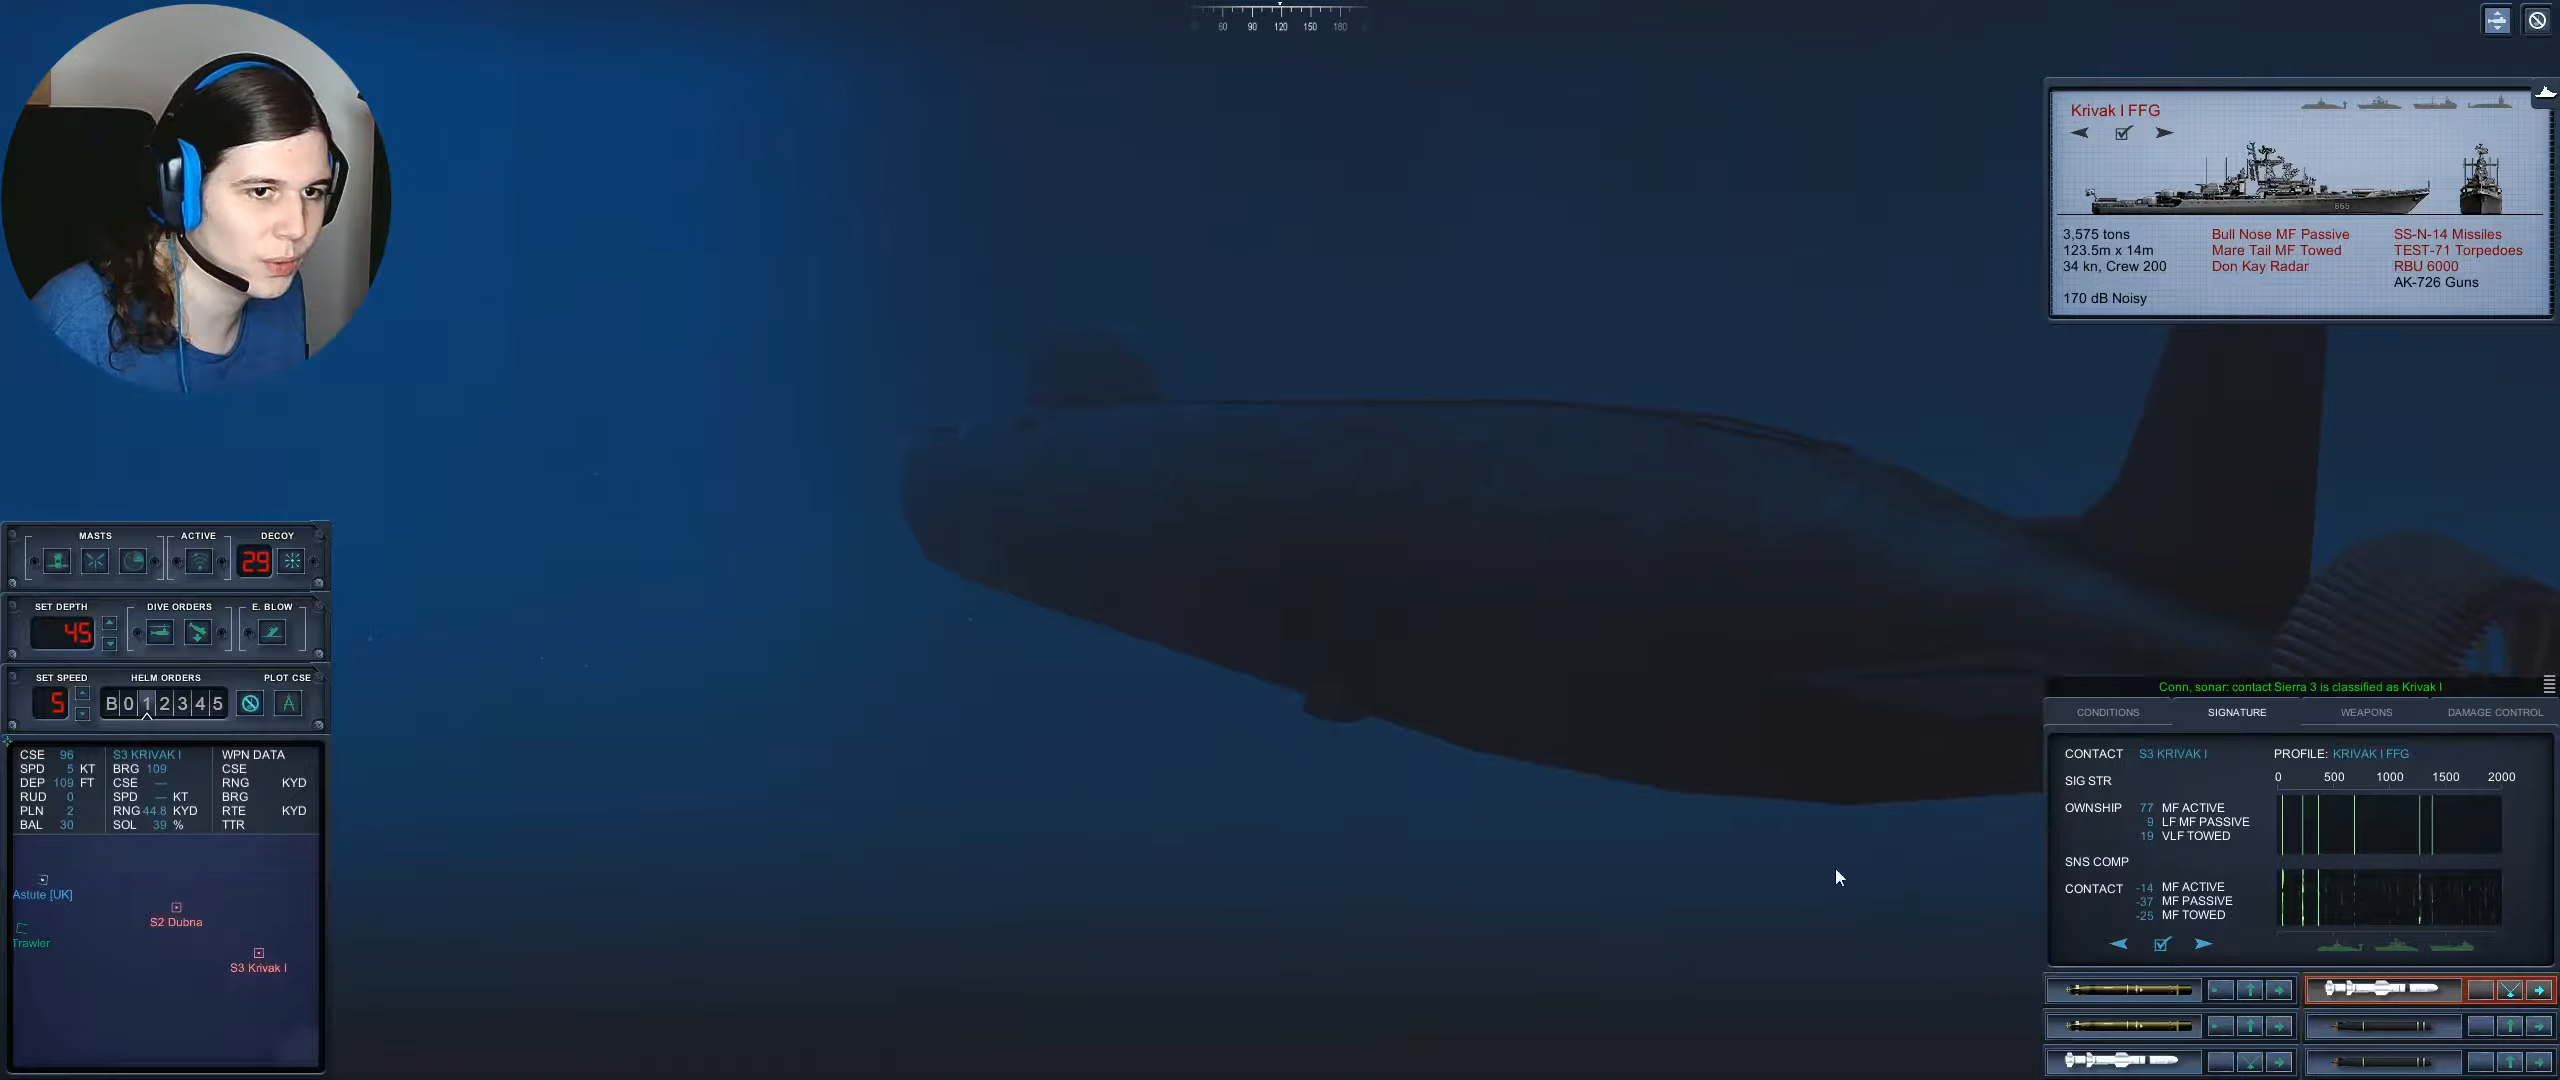 60 90 120 150 180
Krivak I FFG
665
3,575 tons
123.5m x 14m
34 kn, Crew 200
170 dB Noisy
Bull Nose MF Passive
Mare Tail MF Towed
Don Kay Radar
SS-N-14 Missiles
TEST-71 Torpedoes
RBU 6000
AK-726 Guns
MASTS ACTIVE DECOY
29
SET DEPTH DIVE ORDERS E. BLOW
45
SET SPEED HELM ORDERS PLOT CSE
5 B 0 1 2 3 4 5
CSE 96
SPD 5 KT
DEP 109 FT
RUD 0
PLN 2
BAL 30
S3 KRIVAK I
BRG 109
CSE —
SPD — KT
RNG 44.8 KYD
SOL 39 %
WPN DATA
CSE
RNG KYD
BRG
RTE KYD
TTR
Astute [UK]
S2 Dubna
Trawler
S3 Krivak I
Conn, sonar: contact Sierra 3 is classified as Krivak I
CONDITIONS SIGNATURE WEAPONS DAMAGE CONTROL
CONTACT S3 KRIVAK I
SIG STR
OWNSHIP 77 MF ACTIVE
9 LF MF PASSIVE
19 VLF TOWED
SNS COMP
CONTACT -14 MF ACTIVE
-37 MF PASSIVE
-25 MF TOWED
PROFILE: KRIVAK I FFG
0 500 1000 1500 2000